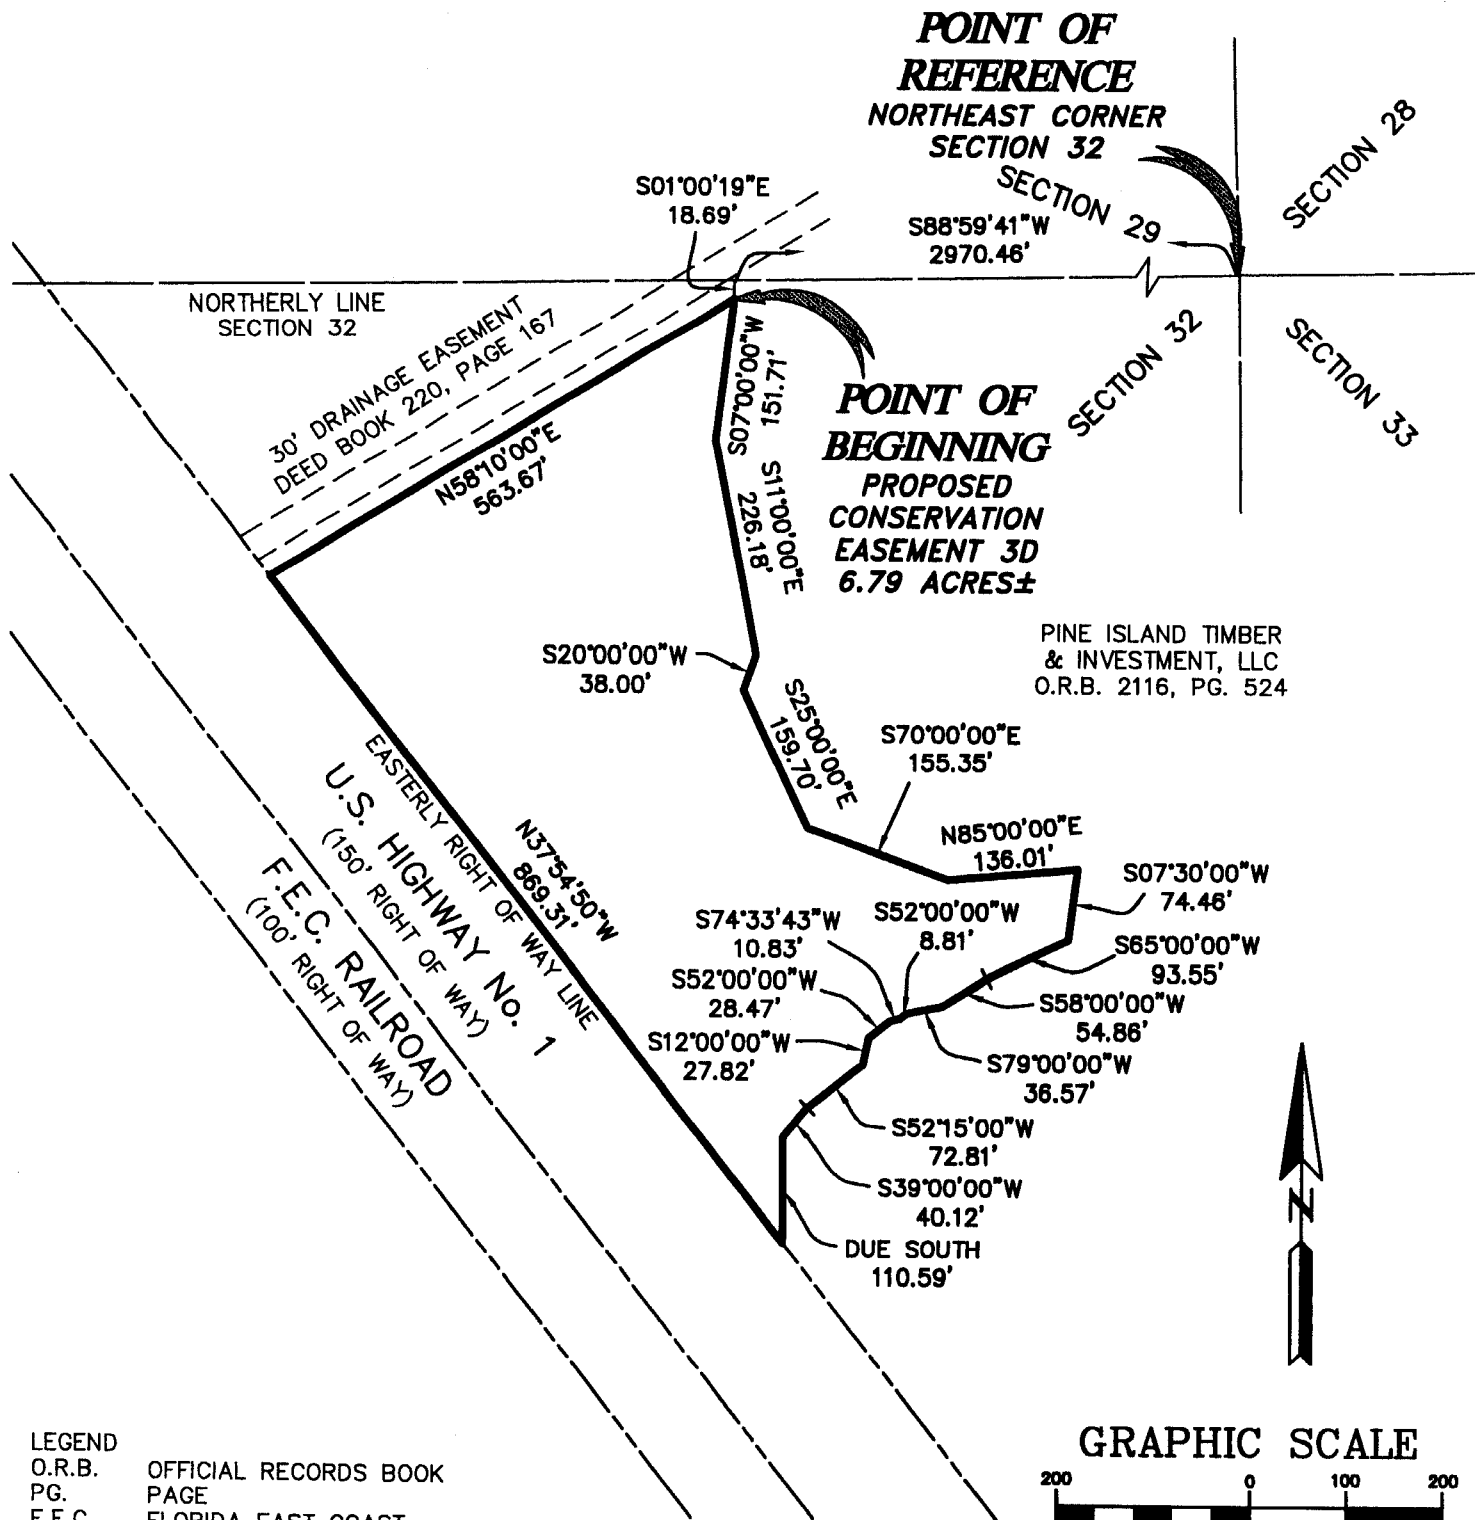 POINT OF
REFERENCE
NORTHEAST CORNER
SECTION 32
SECTION 28
SECTION 29
S01°00'19"E
18.69'
S88°59'41"W
2970.46'
NORTHERLY LINE
SECTION 32
30' DRAINAGE EASEMENT
DEED BOOK 220, PAGE 167
SECTION 32
SECTION 33
N58°10'00"E
563.67'
S07°00'00"W
151.71'
POINT OF
BEGINNING
PROPOSED
CONSERVATION
EASEMENT 3D
6.79 ACRES±
S11°00'00"E
226.18'
PINE ISLAND TIMBER
& INVESTMENT, LLC
O.R.B. 2116, PG. 524
S20°00'00"W
38.00'
S25°00'00"E
159.70'
S70°00'00"E
155.35'
N85°00'00"E
136.01'
S07°30'00"W
74.46'
EASTERLY RIGHT OF WAY LINE
N37°54'50"W
869.31'
U.S. HIGHWAY No. 1
(150' RIGHT OF WAY)
F.E.C. RAILROAD
(100' RIGHT OF WAY)
S74°33'43"W
10.83'
S52°00'00"W
8.81'
S65°00'00"W
93.55'
S52°00'00"W
28.47'
S58°00'00"W
54.86'
S12°00'00"W
27.82'
S79°00'00"W
36.57'
S52°15'00"W
72.81'
S39°00'00"W
40.12'
DUE SOUTH
110.59'
N
LEGEND
O.R.B. OFFICIAL RECORDS BOOK
PG. PAGE
F.E.C. FLORIDA EAST COAST
GRAPHIC SCALE
200 0 100 200